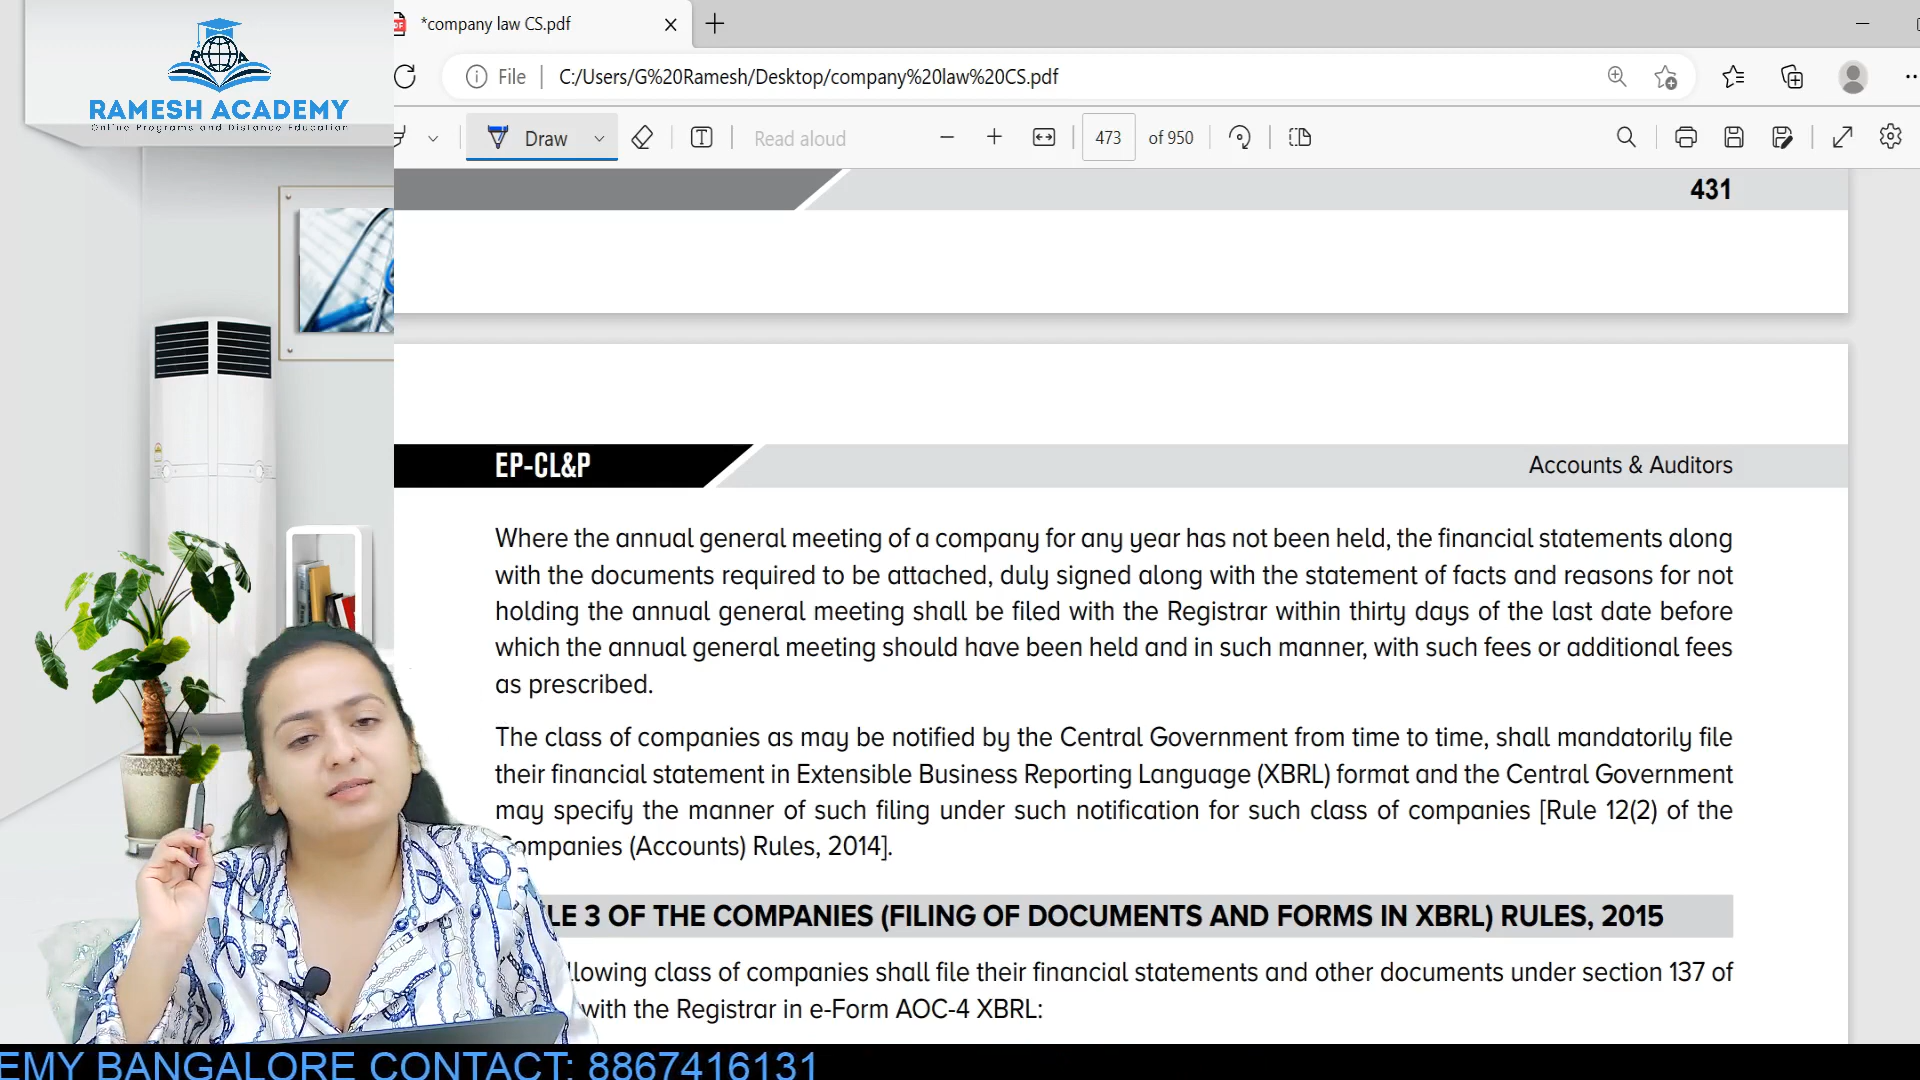 *company law CS.pdf
File
C:/Users/G%20Ramesh/Desktop/company%20law%20CS.pdf
RAMESH ACADEMY
Online Programs and Distance Education
Draw
Read aloud
473
of 950
431
EP-CL&P
Accounts & Auditors
Where the annual general meeting of a company for any year has not been held, the financial statements along
with the documents required to be attached, duly signed along with the statement of facts and reasons for not
holding the annual general meeting shall be filed with the Registrar within thirty days of the last date before
which the annual general meeting should have been held and in such manner, with such fees or additional fees
as prescribed.
The class of companies as may be notified by the Central Government from time to time, shall mandatorily file
their financial statement in Extensible Business Reporting Language (XBRL) format and the Central Government
may specify the manner of such filing under such notification for such class of companies [Rule 12(2) of the
ompanies (Accounts) Rules, 2014].
LE 3 OF THE COMPANIES (FILING OF DOCUMENTS AND FORMS IN XBRL) RULES, 2015
llowing class of companies shall file their financial statements and other documents under section 137 of
with the Registrar in e-Form AOC-4 XBRL:
EMY BANGALORE CONTACT: 8867416131